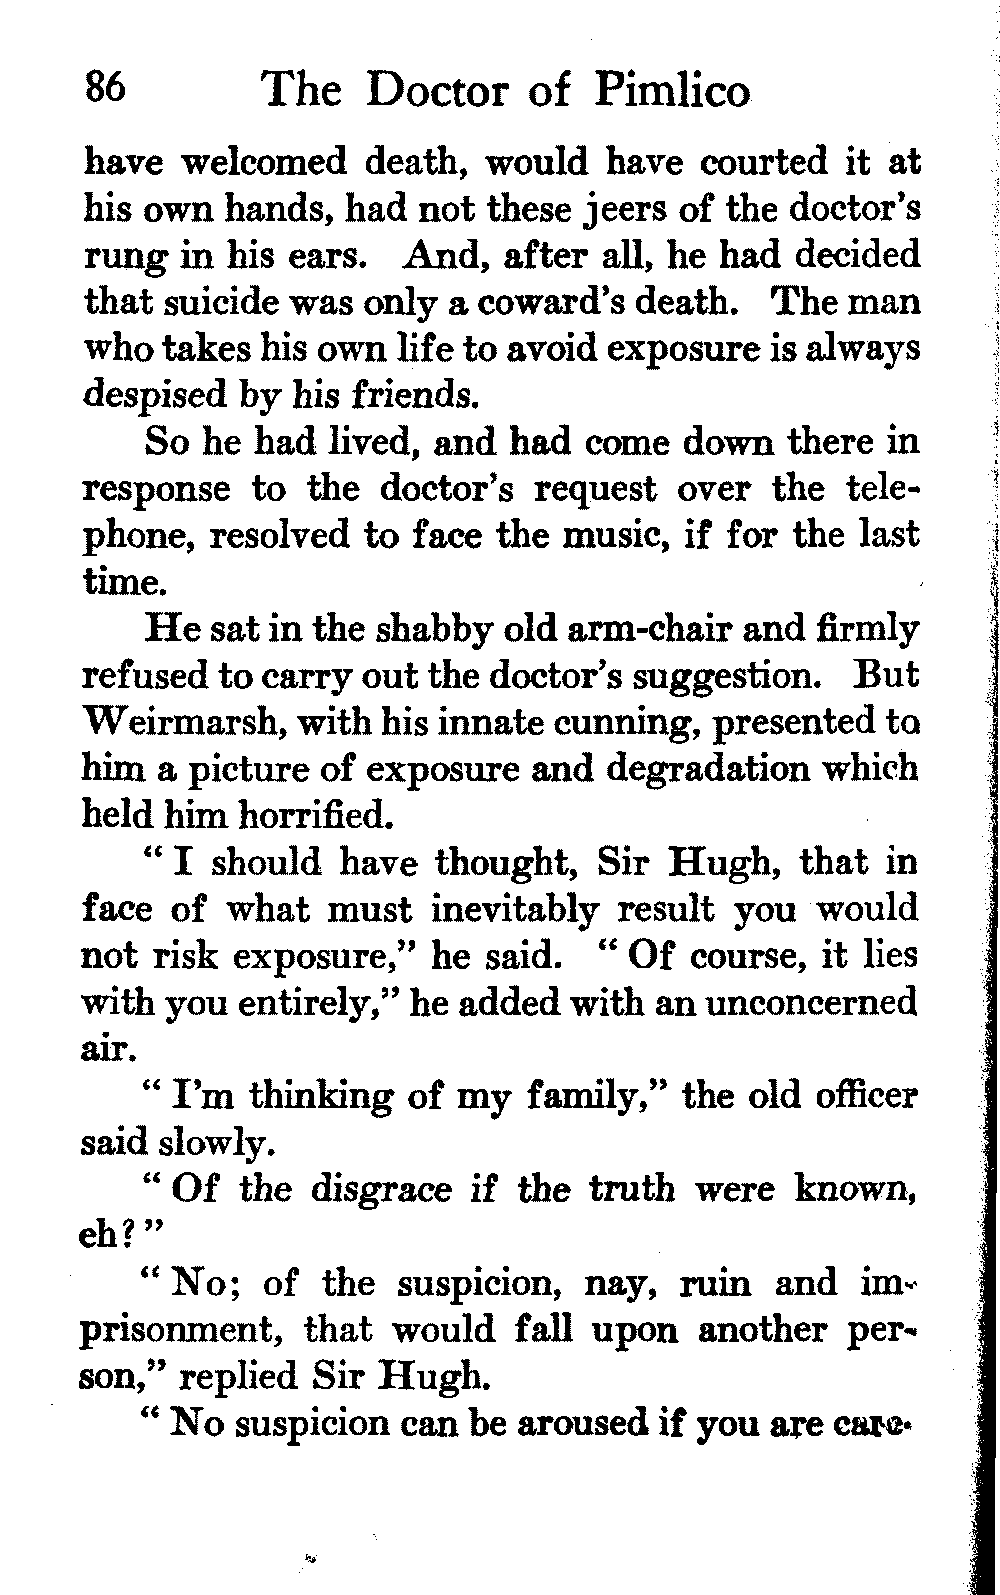 86 The Doctor of Pimlico
have welcomed death, would have courted it at
his own hands, had not these jeers of the doctor's
rung in his ears. And, after all, he had decided
that suicide was only a coward's death. The man
who takes his own life to avoid exposure is always
despised by his friends.
So he had lived, and had come down there in
response to the doctor's request over the tele-
phone, resolved to face the music, if for the last
time.
He sat in the shabby old arm-chair and firmly
refused to carry out the doctor's suggestion. But
Weirmarsh, with his innate cunning, presented to
him a picture of exposure and degradation which
held him horrified.
" I should have thought, Sir Hugh, that in
face of what must inevitably result you would
not risk exposure," he said. " Of course, it lies
with you entirely," he added with an unconcerned
air.
" I'm thinking of my family," the old officer
said slowly.
" Of the disgrace if the truth were known,
eh? "
" No; of the suspicion, nay, ruin and im-
prisonment, that would fall upon another per-
son," replied Sir Hugh.
" No suspicion can be aroused if you are care-